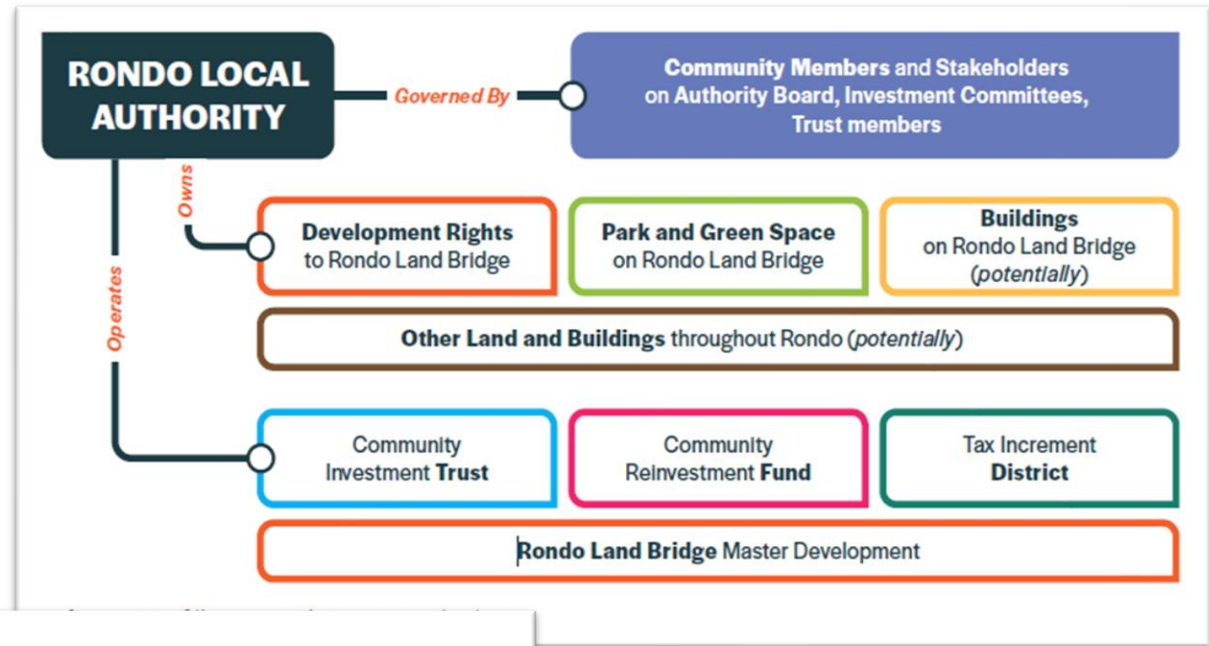 RONDO LOCAL
AUTHORITY
Governed By
Community Members and Stakeholders
on Authority Board, Investment Committees,
Trust members
Owns
Development Rights
to Rondo Land Bridge
Park and Green Space
on Rondo Land Bridge
Buildings
on Rondo Land Bridge
(potentially)
Other Land and Buildings throughout Rondo (potentially)
Operates
Community
Investment Trust
Community
Reinvestment Fund
Tax Increment
District
Rondo Land Bridge Master Development